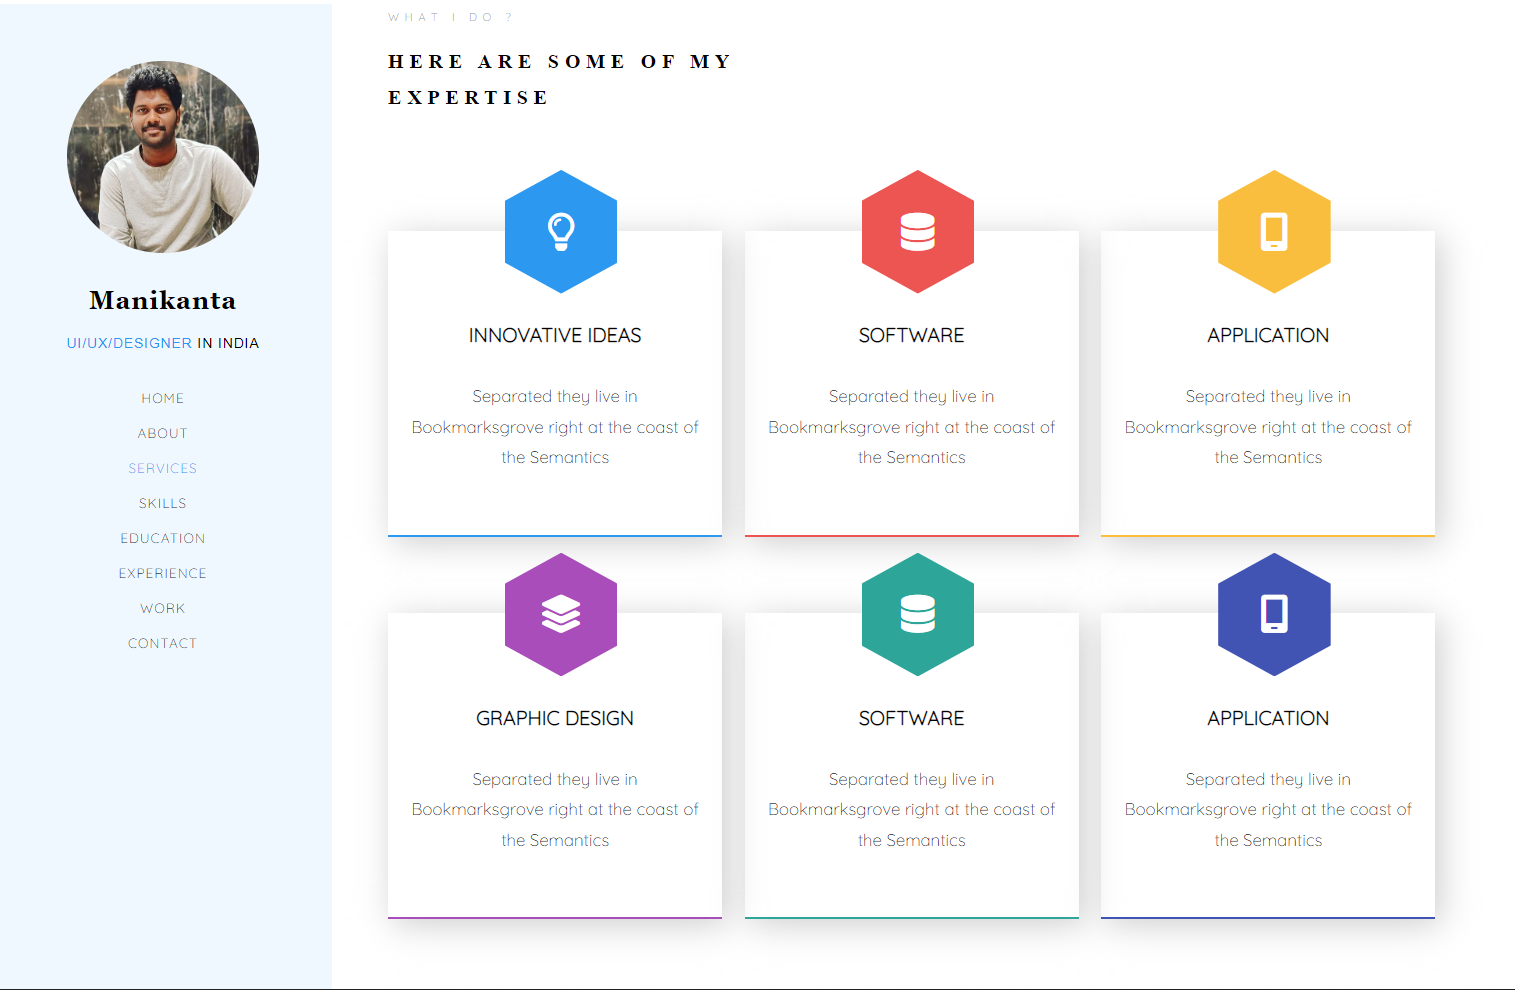 Manikanta
UI/UX/DESIGNER IN INDIA
HOME
ABOUT
SERVICES
SKILLS
EDUCATION
EXPERIENCE
WORK
CONTACT
WHAT I DO ?
HERE ARE SOME OF MY
EXPERTISE
INNOVATIVE IDEAS
Separated they live in
Bookmarksgrove right at the coast of
the Semantics
SOFTWARE
Separated they live in
Bookmarksgrove right at the coast of
the Semantics
APPLICATION
Separated they live in
Bookmarksgrove right at the coast of
the Semantics
GRAPHIC DESIGN
Separated they live in
Bookmarksgrove right at the coast of
the Semantics
SOFTWARE
Separated they live in
Bookmarksgrove right at the coast of
the Semantics
APPLICATION
Separated they live in
Bookmarksgrove right at the coast of
the Semantics